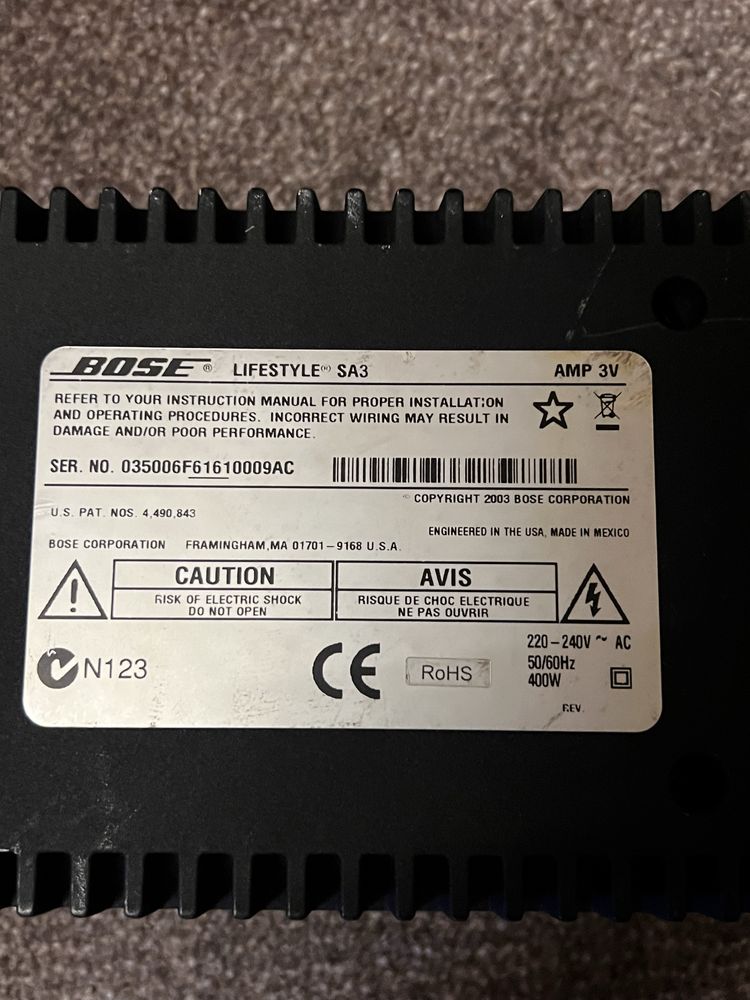 BOSE ® LIFESTYLE® SA3 AMP 3V
REFER TO YOUR INSTRUCTION MANUAL FOR PROPER INSTALLATION
AND OPERATING PROCEDURES. INCORRECT WIRING MAY RESULT IN
DAMAGE AND/OR POOR PERFORMANCE.
SER. NO. 035006F61610009AC
© COPYRIGHT 2003 BOSE CORPORATION
U.S. PAT. NOS. 4,490,843
ENGINEERED IN THE USA, MADE IN MEXICO
BOSE CORPORATION FRAMINGHAM,MA 01701-9168 U.S.A.
CAUTION
RISK OF ELECTRIC SHOCK
DO NOT OPEN
AVIS
RISQUE DE CHOC ELECTRIQUE
NE PAS OUVRIR
N123
CE
RoHS
220-240V ~ AC
50/60Hz
400W
REV.